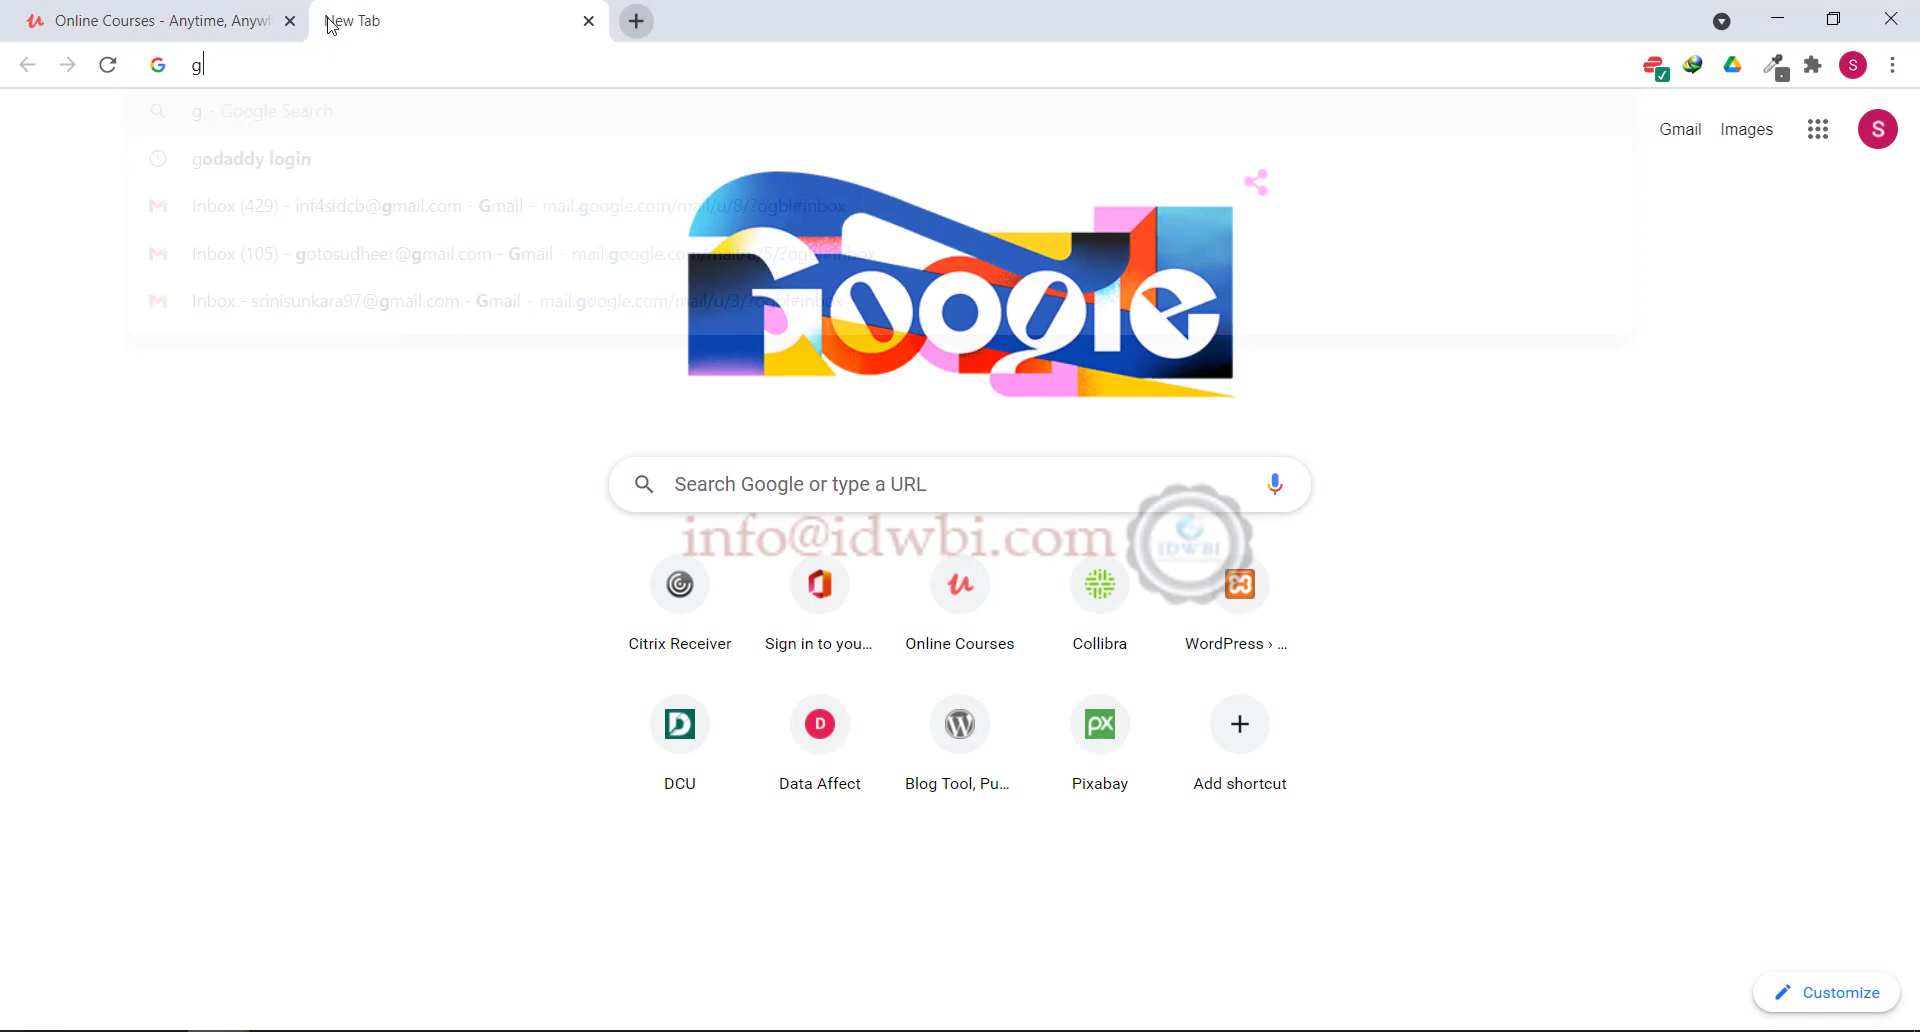 Online Courses - Anytime, Anywh
New Tab
g
g - Google Search
godaddy login
Inbox (429) - inf4sidcb@gmail.com - Gmail - mail.google.com/mail/u/8/?ogbl#inbox
Inbox (105) - gotosudheer@gmail.com - Gmail - mail.google.com/mail/u/5/?ogbl#inbox
Inbox - srinisunkara97@gmail.com - Gmail - mail.google.com/mail/u/3/?ogbl#inbox
Gmail Images S
S
Google
Search Google or type a URL
info@idwbi.com
IDWBI
Citrix Receiver Sign in to you... Online Courses Collibra WordPress › ...
D D PX
DCU Data Affect Blog Tool, Pu... Pixabay Add shortcut
Customize